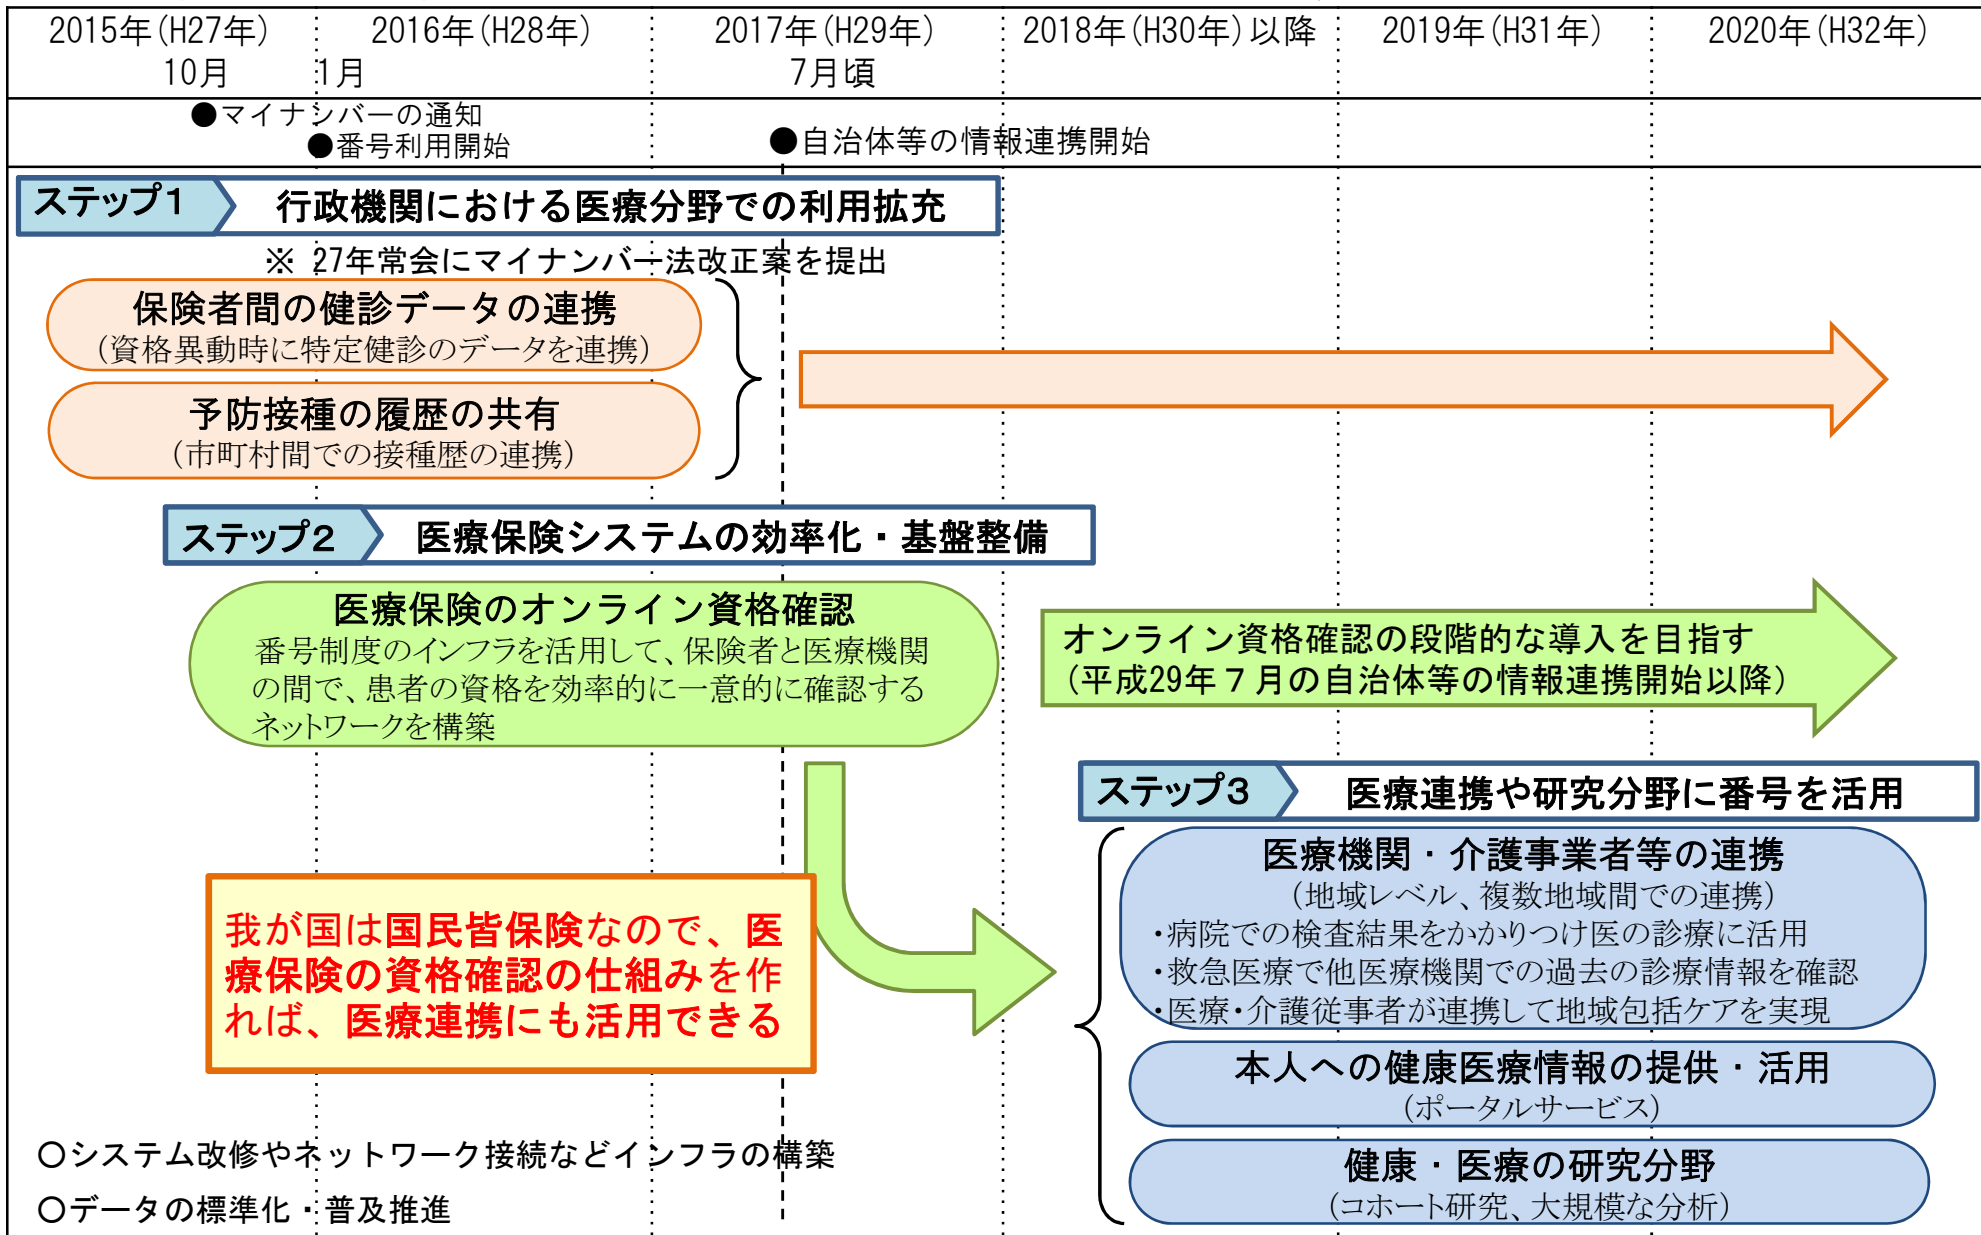 2015年(H27年)
10月
2016年(H28年)
1月
2017年(H29年)
7月頃
2018年(H30年)以降
2019年(H31年)
2020年(H32年)
●マイナンバーの通知
●番号利用開始
●自治体等の情報連携開始
ステップ1
行政機関における医療分野での利用拡充
※ 27年常会にマイナンバー法改正案を提出
保険者間の健診データの連携
(資格異動時に特定健診のデータを連携)
予防接種の履歴の共有
(市町村間での接種歴の連携)
ステップ2
医療保険システムの効率化・基盤整備
医療保険のオンライン資格確認
番号制度のインフラを活用して、保険者と医療機関
の間で、患者の資格を効率的に一意的に確認する
ネットワークを構築
オンライン資格確認の段階的な導入を目指す
(平成29年７月の自治体等の情報連携開始以降)
ステップ3
医療連携や研究分野に番号を活用
我が国は国民皆保険なので、医
療保険の資格確認の仕組みを作
れば、医療連携にも活用できる
医療機関・介護事業者等の連携
(地域レベル、複数地域間での連携)
・病院での検査結果をかかりつけ医の診療に活用
・救急医療で他医療機関での過去の診療情報を確認
・医療・介護従事者が連携して地域包括ケアを実現
本人への健康医療情報の提供・活用
(ポータルサービス)
健康・医療の研究分野
(コホート研究、大規模な分析)
〇システム改修やネットワーク接続などインフラの構築
〇データの標準化・普及推進